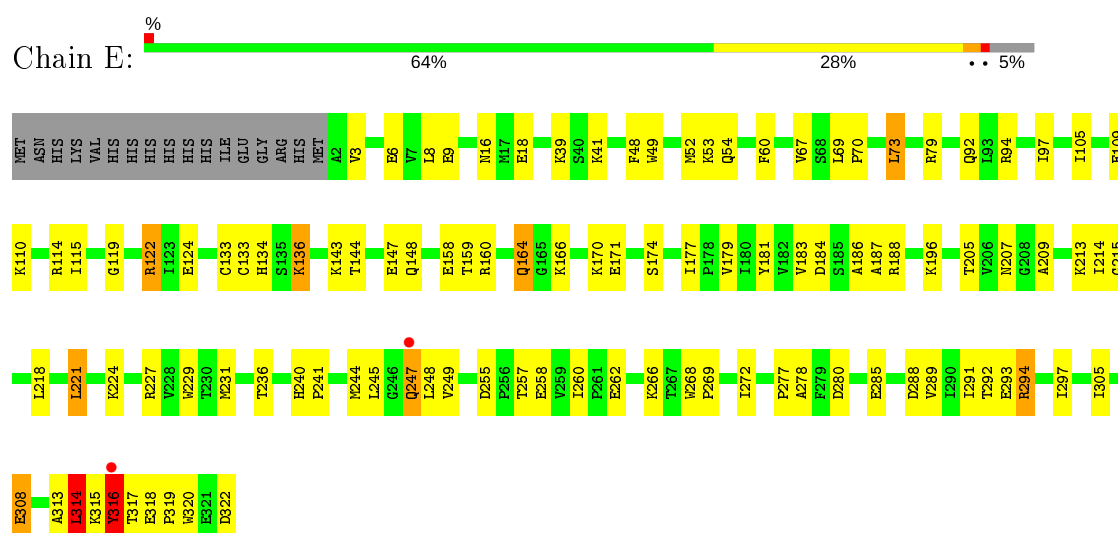 %
Chain E:
64% 28% • • 5%
MET ASN HIS LYS VAL HIS HIS HIS HIS HIS HIS ILE GLU GLY ARG HIS MET A2 V3 E6 V7 L8 E9 N16 M17 E18 K39 S40 K41 F48 W49 M52 K53 Q54 F60 V67 S68 L69 P70 L73 R79 Q92 L93 R94 I97 I105
K110 R114 I115 G119 R122 I123 E124 C133 H134 S135 K136 K143 T144 E147 Q148 E158 T159 R160 Q164 G165 K166 K170 E171 S174 I177 P178 V179 I180 Y181 V182 V183 D184 S185 A186 A187 R188 K196 T205 V206 N207 G208 A209 K213 I214 G215
L218 L221 K224 R227 V228 W229 T230 M231 T236 H240 P241 M244 L245 G246 Q247 L248 V249 D255 P256 T257 E258 V259 I260 P261 E262 K266 T267 W268 P269 I272 P277 A278 F279 D280 E285 D288 V289 I290 I291 T292 E293 R294 I297 I305
E308 A313 L314 K315 Y316 T317 E318 P319 W320 E321 D322